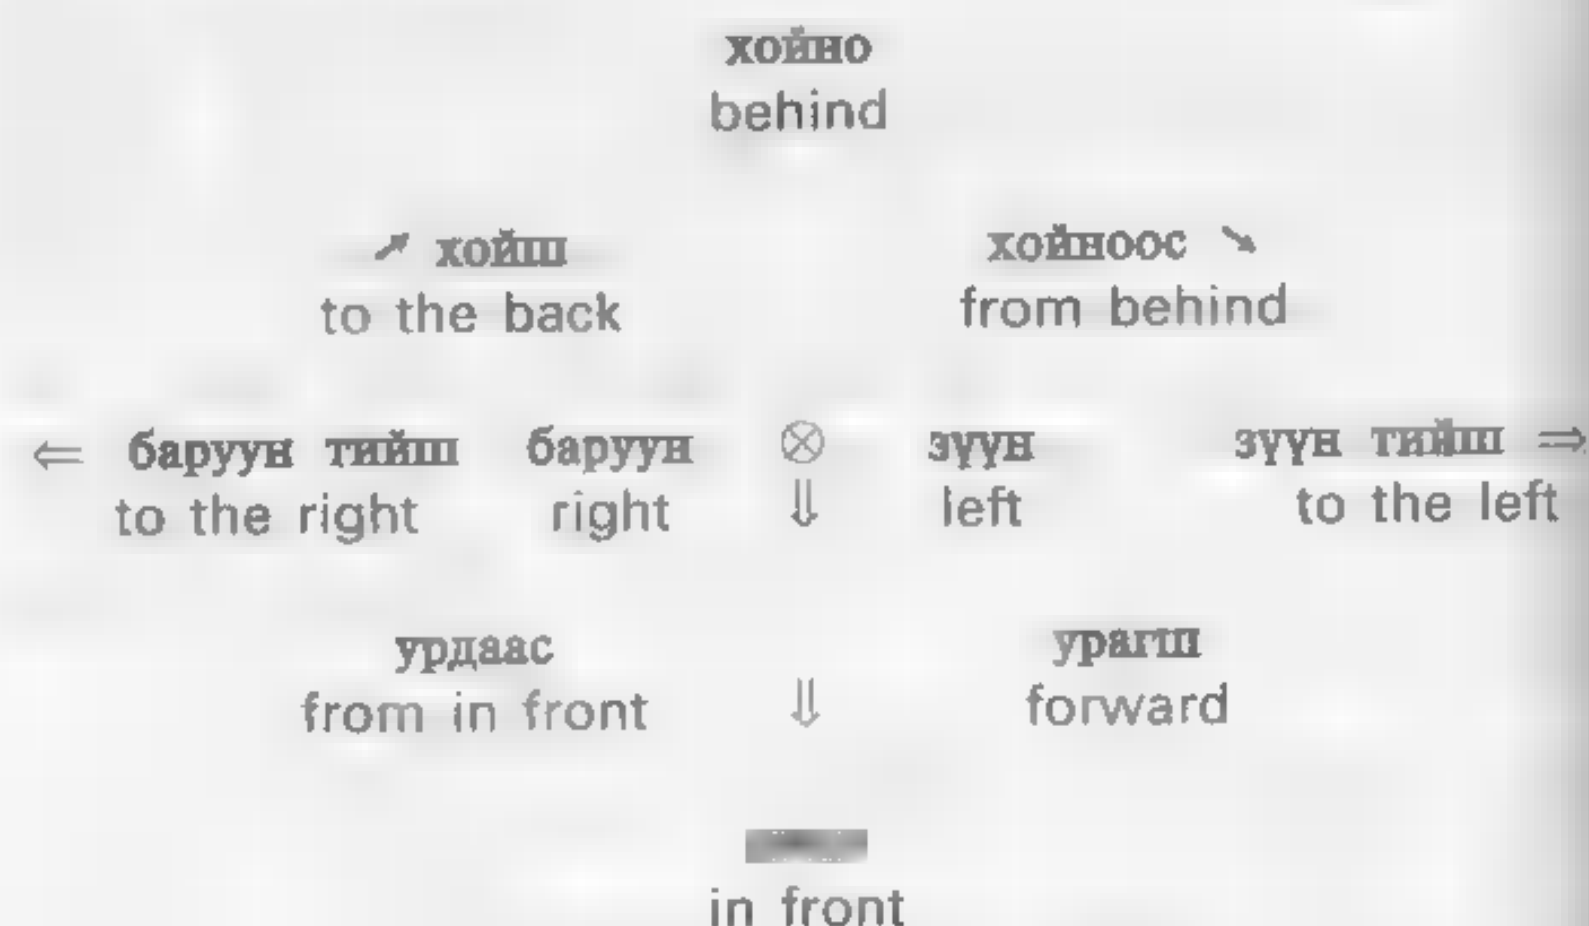 хойно
behind
↗ хойш хойноос ↘
to the back from behind
⇐ баруун тийш баруун ⊗ зүүн зүүн тийш ⇒
to the right right ⇓ left to the left
урдаас урагш
from in front ⇓ forward
in front